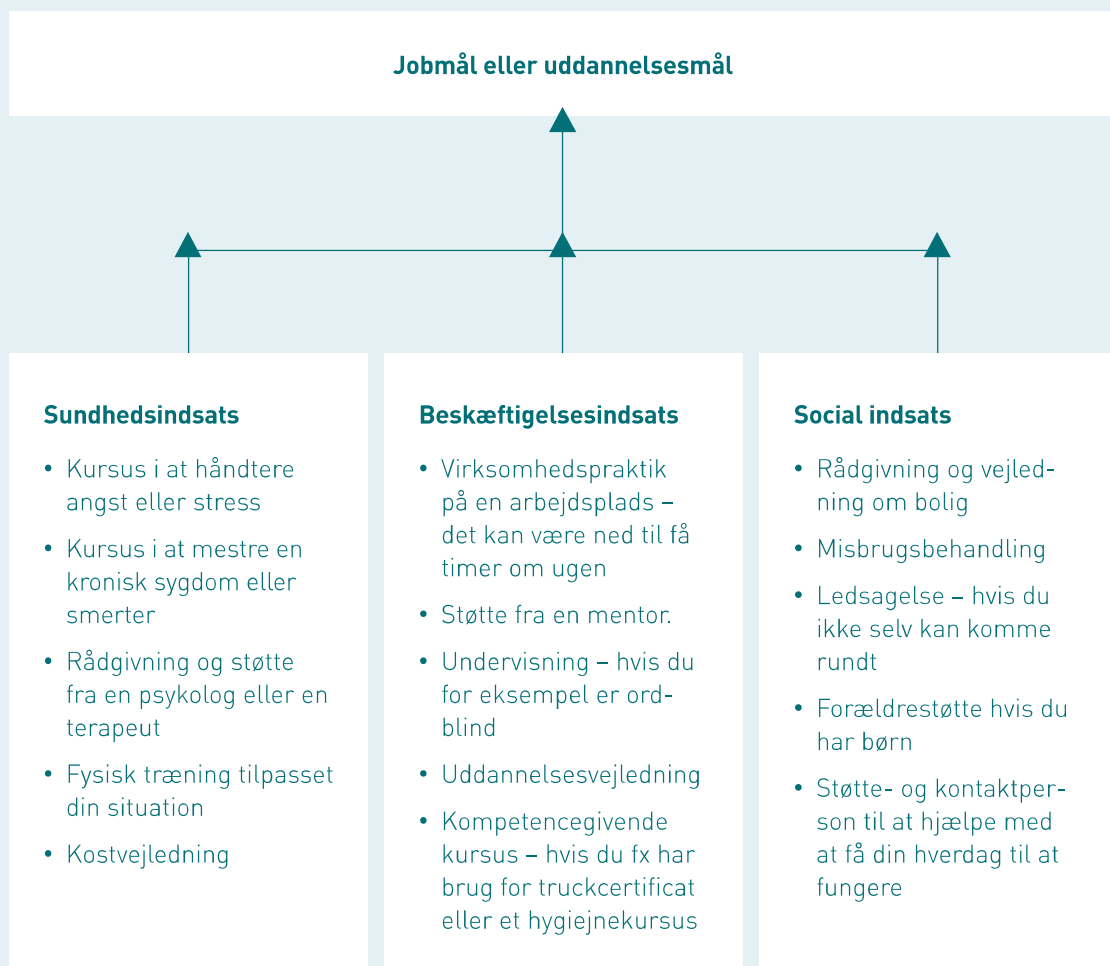 Jobmål eller uddannelsesmål
Sundhedsindsats
• Kursus i at håndtere
angst eller stress
• Kursus i at mestre en
kronisk sygdom eller
smerter
• Rådgivning og støtte
fra en psykolog eller en
terapeut
• Fysisk træning tilpasset
din situation
• Kostvejledning
Beskæftigelsesindsats
• Virksomhedspraktik
på en arbejdsplads –
det kan være ned til få
timer om ugen
• Støtte fra en mentor.
• Undervisning – hvis du
for eksempel er ord-
blind
• Uddannelsesvejledning
• Kompetencegivende
kursus – hvis du fx har
brug for truckcertificat
eller et hygiejnekursus
Social indsats
• Rådgivning og vejled-
ning om bolig
• Misbrugsbehandling
• Ledsagelse – hvis du
ikke selv kan komme
rundt
• Forældrestøtte hvis du
har børn
• Støtte- og kontaktper-
son til at hjælpe med
at få din hverdag til at
fungere